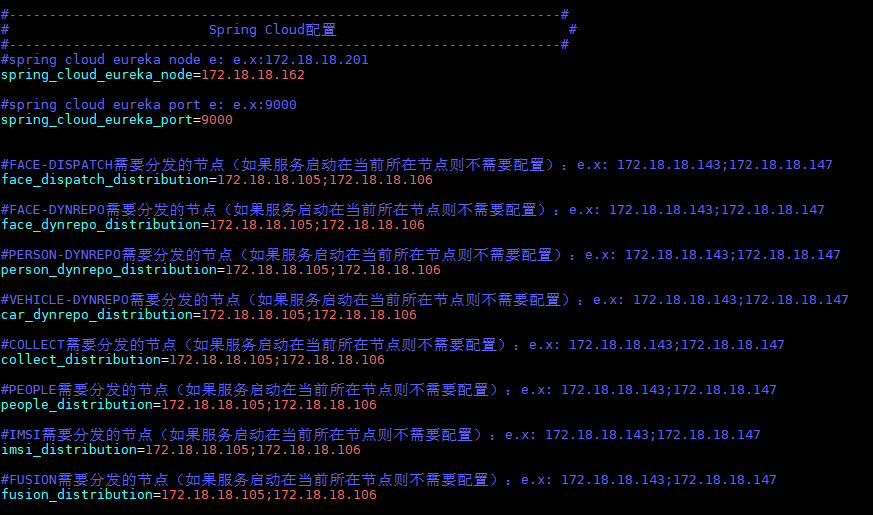 #---------------------------------------------------------------------#
#                         Spring Cloud配置                             #
#---------------------------------------------------------------------#
#spring cloud eureka node e: e.x:172.18.18.201
spring_cloud_eureka_node=172.18.18.162
#spring cloud eureka port e: e.x:9000
spring_cloud_eureka_port=9000
#FACE-DISPATCH需要分发的节点（如果服务启动在当前所在节点则不需要配置）：e.x: 172.18.18.143;172.18.18.147
face_dispatch_distribution=172.18.18.105;172.18.18.106
#FACE-DYNREPO需要分发的节点（如果服务启动在当前所在节点则不需要配置）：e.x: 172.18.18.143;172.18.18.147
face_dynrepo_distribution=172.18.18.105;172.18.18.106
#PERSON-DYNREPO需要分发的节点（如果服务启动在当前所在节点则不需要配置）：e.x: 172.18.18.143;172.18.18.147
person_dynrepo_distribution=172.18.18.105;172.18.18.106
#VEHICLE-DYNREPO需要分发的节点（如果服务启动在当前所在节点则不需要配置）：e.x: 172.18.18.143;172.18.18.147
car_dynrepo_distribution=172.18.18.105;172.18.18.106
#COLLECT需要分发的节点（如果服务启动在当前所在节点则不需要配置）：e.x: 172.18.18.143;172.18.18.147
collect_distribution=172.18.18.105;172.18.18.106
#PEOPLE需要分发的节点（如果服务启动在当前所在节点则不需要配置）：e.x: 172.18.18.143;172.18.18.147
people_distribution=172.18.18.105;172.18.18.106
#IMSI需要分发的节点（如果服务启动在当前所在节点则不需要配置）：e.x: 172.18.18.143;172.18.18.147
imsi_distribution=172.18.18.105;172.18.18.106
#FUSION需要分发的节点（如果服务启动在当前所在节点则不需要配置）：e.x: 172.18.18.143;172.18.18.147
fusion_distribution=172.18.18.105;172.18.18.106